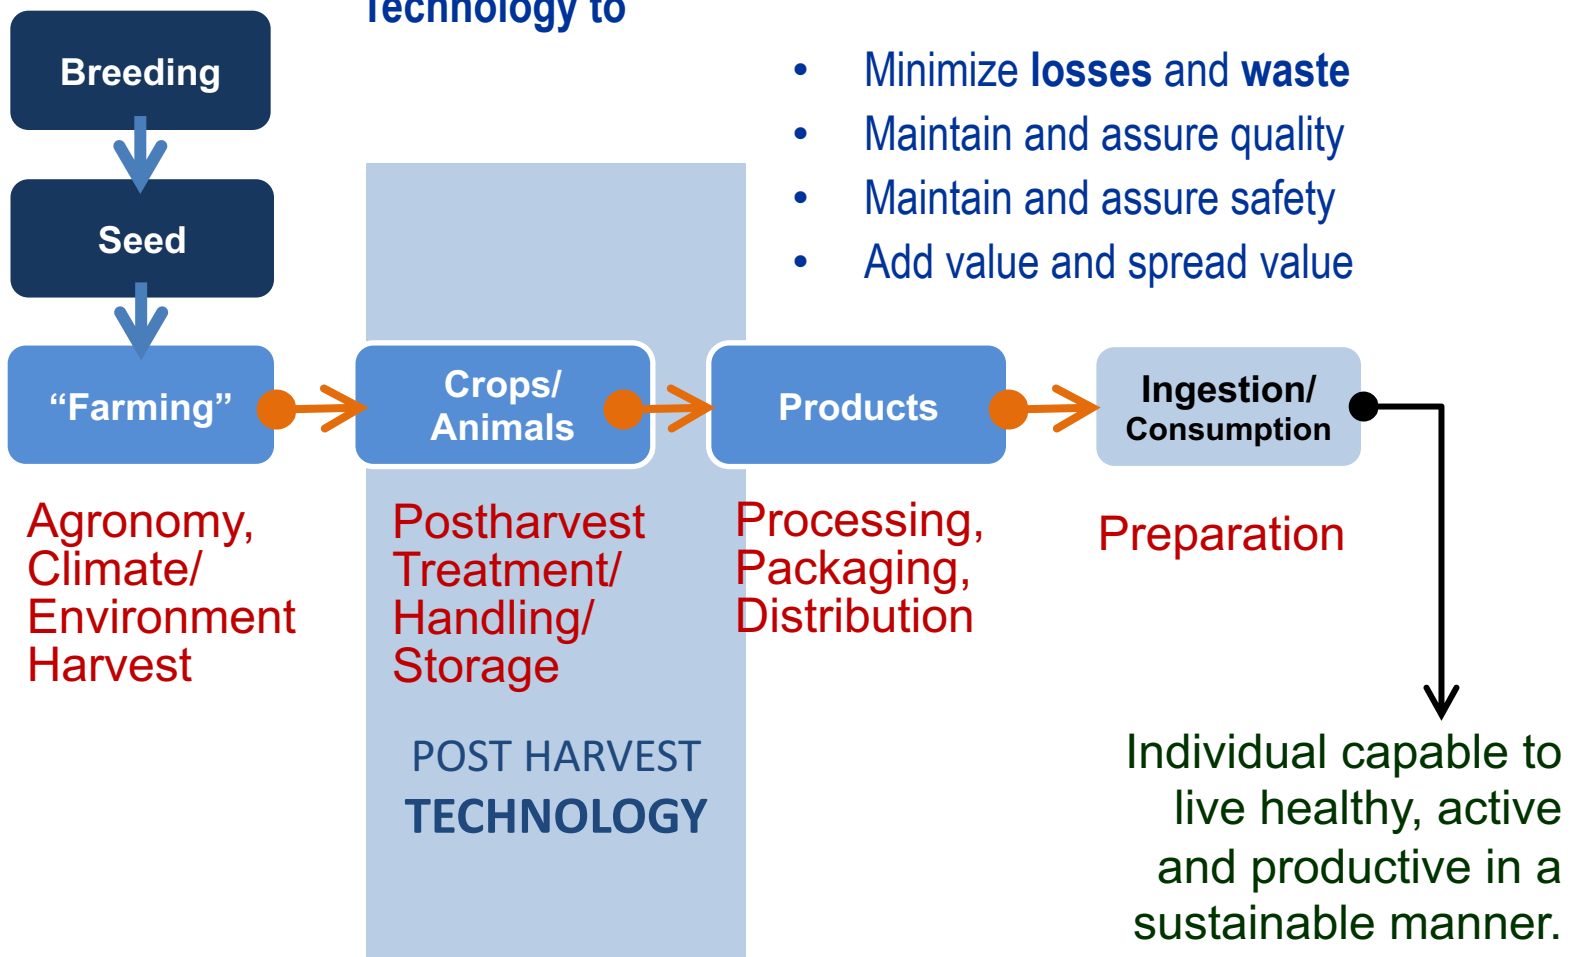 Technology to
• Minimize losses and waste
• Maintain and assure quality
• Maintain and assure safety
• Add value and spread value
Breeding
Seed
“Farming”
Crops/
Animals
Products
Ingestion/
Consumption
Agronomy,
Climate/
Environment
Harvest
Postharvest
Treatment/
Handling/
Storage
Processing,
Packaging,
Distribution
Preparation
POST HARVEST
TECHNOLOGY
Individual capable to
live healthy, active
and productive in a
sustainable manner.